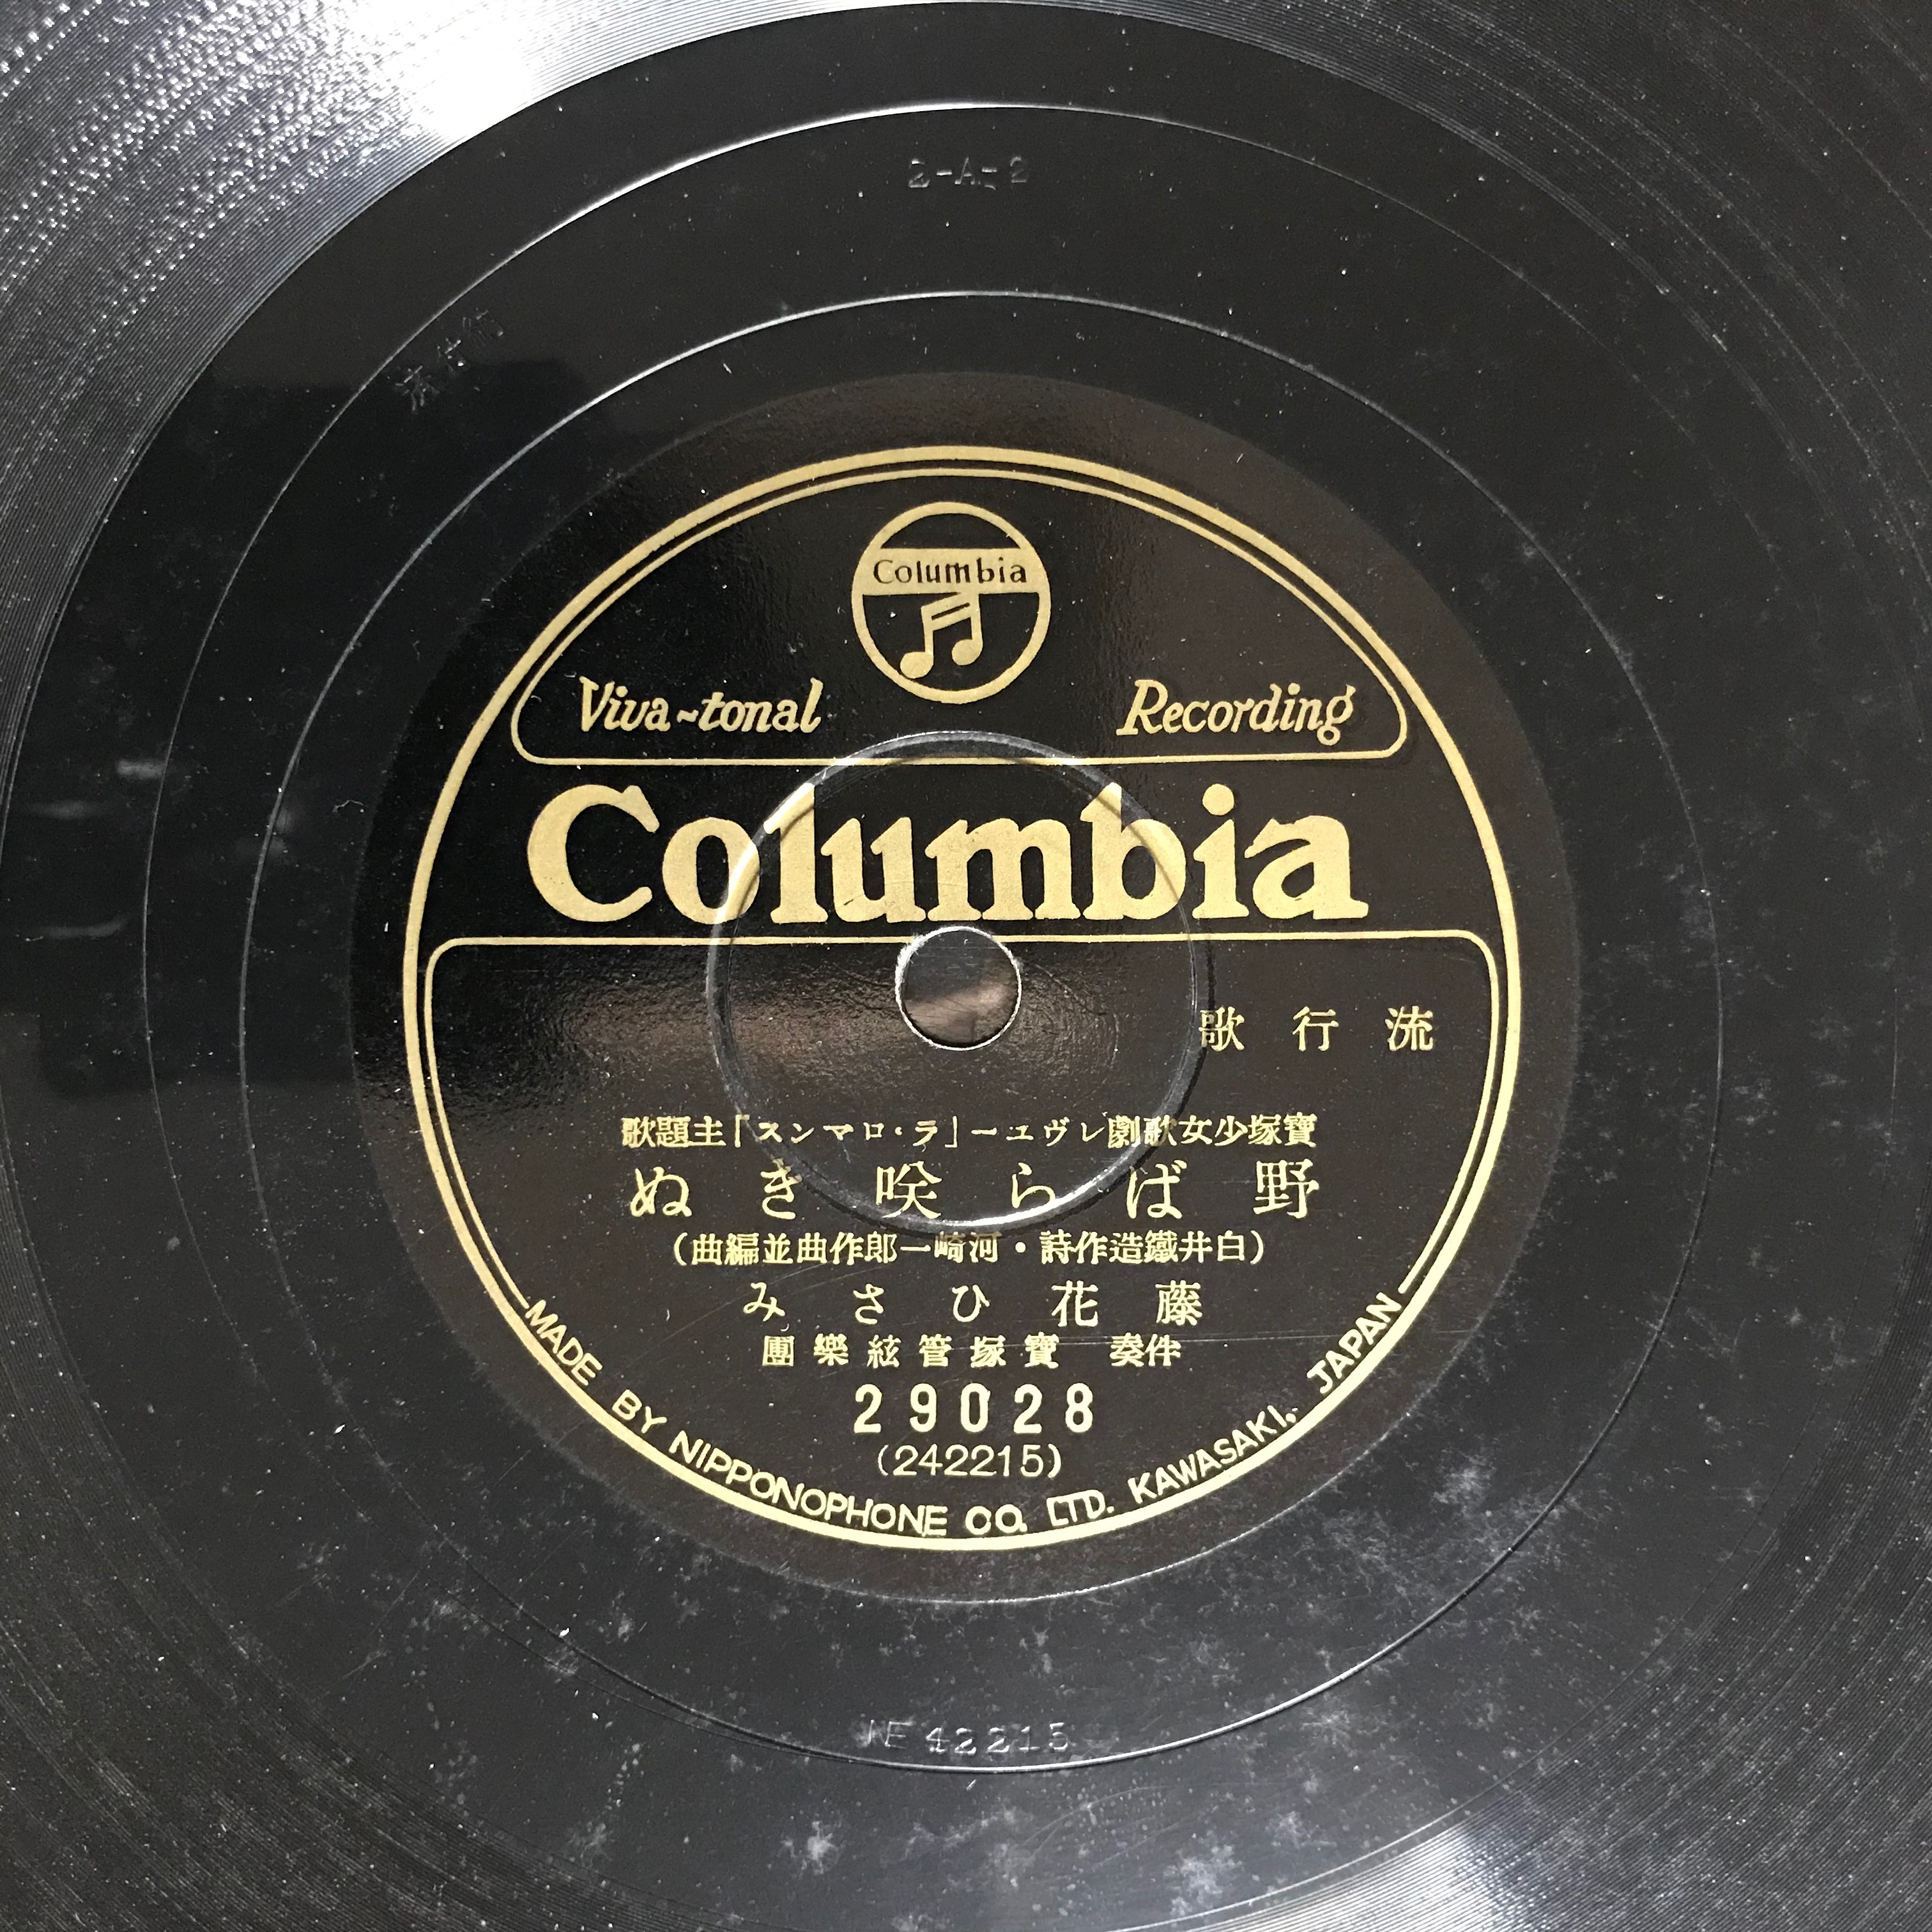 2-A-2
Columbia
Viva-tonal Recording
Columbia
流行歌
寶塚少女歌劇レヴユー「ラ・ロマンス」主題歌
野ばら咲きぬ
(白井鐵造作詩・河崎一郎作曲並編曲)
藤花ひさみ
伴奏 寶塚管絃樂團
29028
(242215)
MADE BY NIPPONOPHONE CO. LTD. KAWASAKI, JAPAN
42215